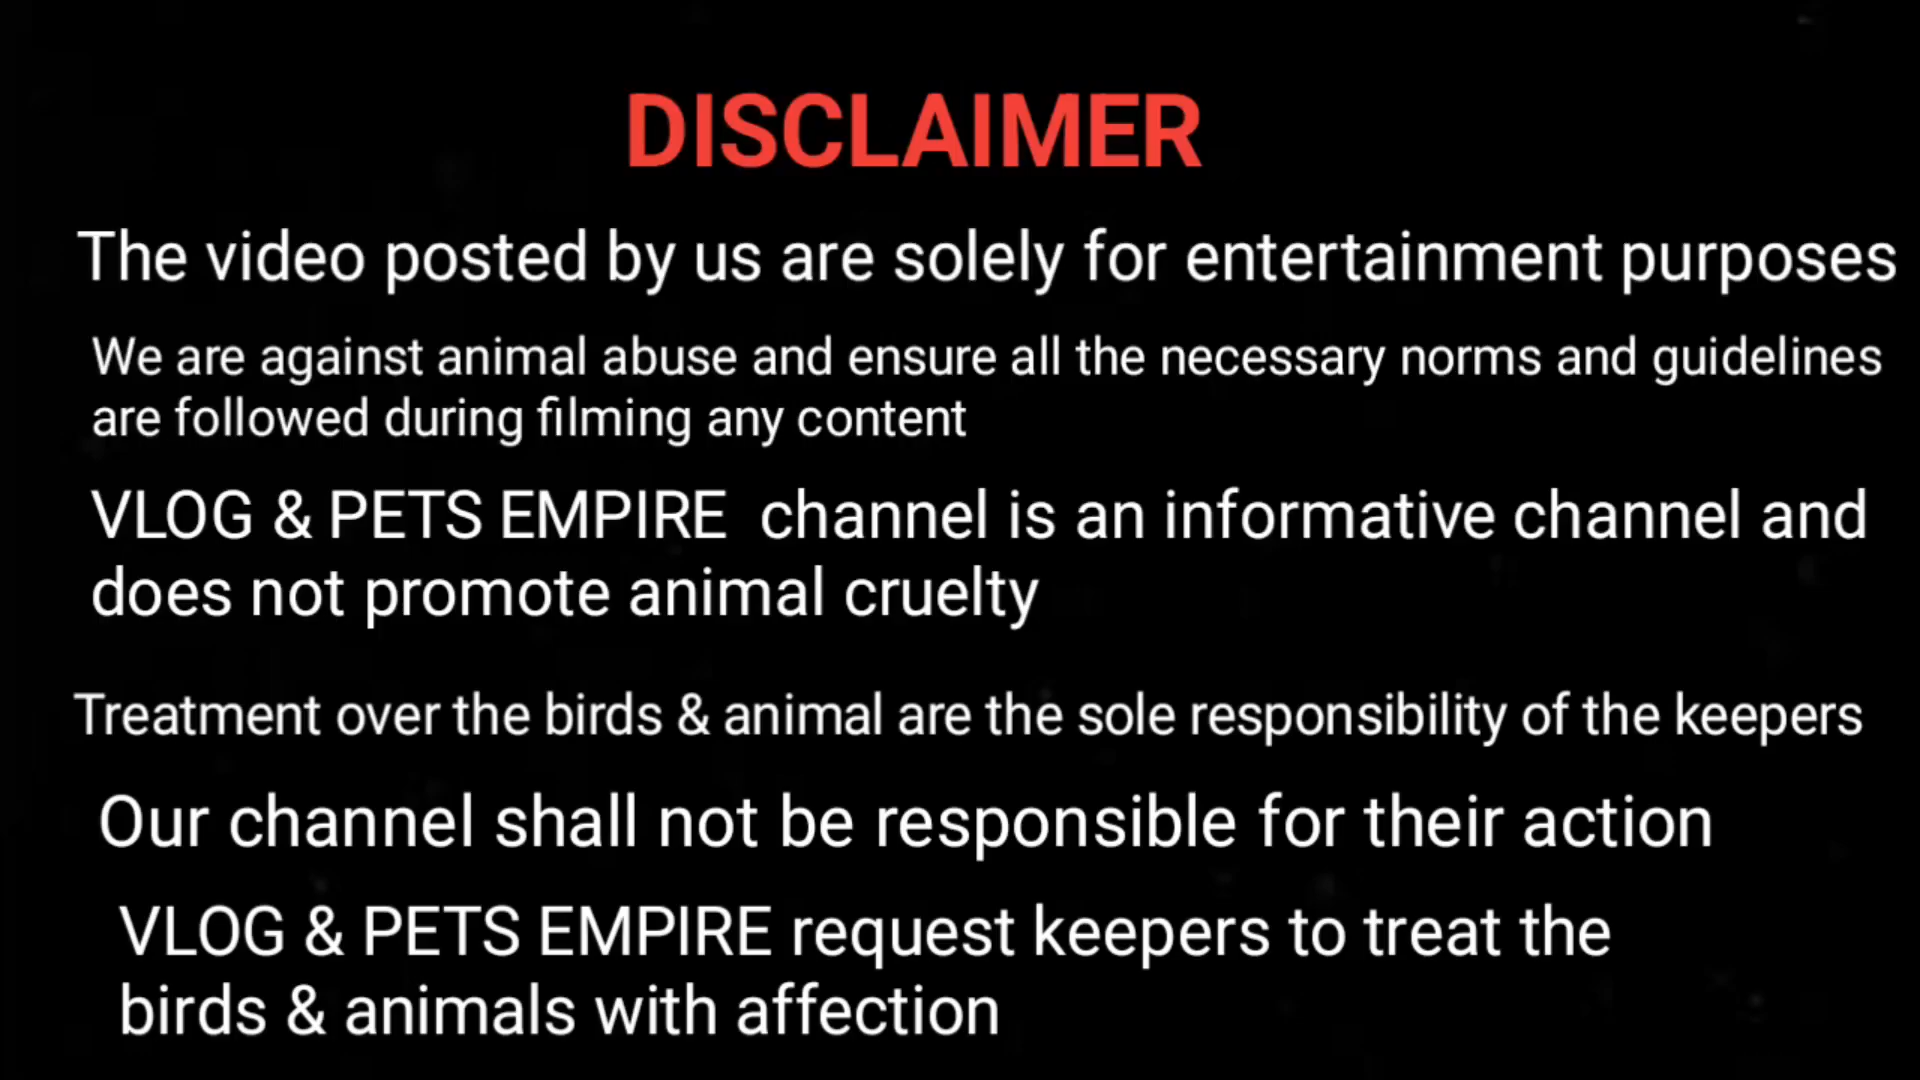 DISCLAIMER
The video posted by us are solely for entertainment purposes
We are against animal abuse and ensure all the necessary norms and guidelines
are followed during filming any content
VLOG & PETS EMPIRE  channel is an informative channel and
does not promote animal cruelty
Treatment over the birds & animal are the sole responsibility of the keepers
Our channel shall not be responsible for their action
VLOG & PETS EMPIRE request keepers to treat the
birds & animals with affection